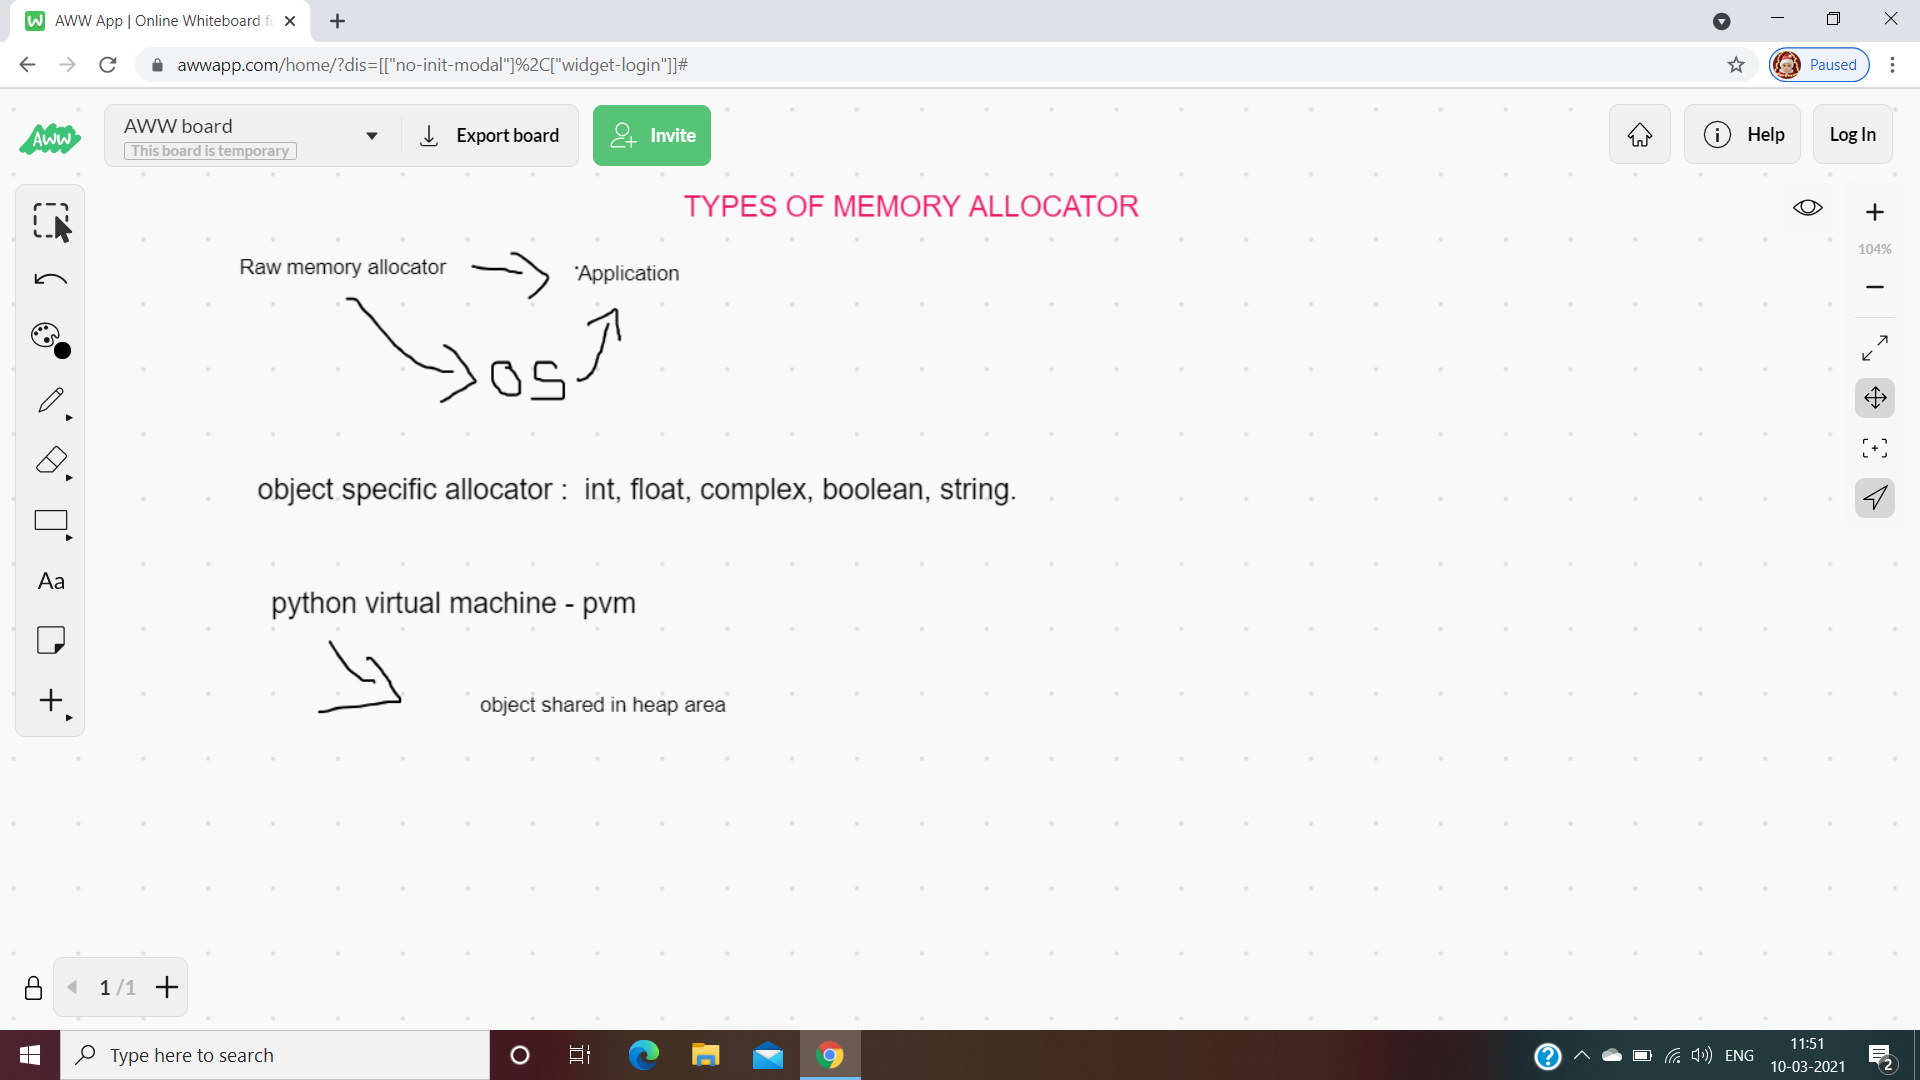 AWW App | Online Whiteboard fo
awwapp.com/home/?dis=[["no-init-modal"]%2C["widget-login"]]#
Paused
AWW
AWW board
This board is temporary
Export board
Invite
Help
Log In
TYPES OF MEMORY ALLOCATOR
104%
Raw memory allocator
Application
OS
object specific allocator : int, float, complex, boolean, string.
Aa
python virtual machine - pvm
object shared in heap area
1 /1
Type here to search
ENG
11:51
10-03-2021
2